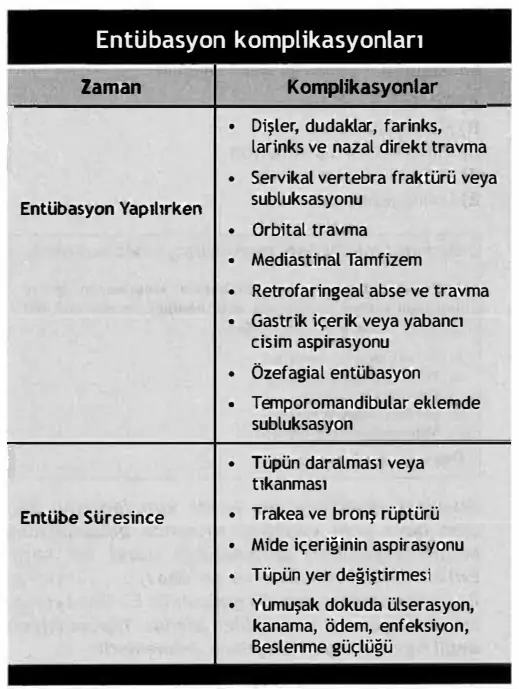 Entübasyon komplikasyonları
Zaman
Komplikasyonlar
Entübasyon Yapılırken
• Dişler, dudaklar, farinks,
larinks ve nazal direkt travma
• Servikal vertebra fraktürü veya
subluksasyonu
• Orbital travma
• Mediastinal Tamfizem
• Retrofaringeal abse ve travma
• Gastrik içerik veya yabancı
cisim aspirasyonu
• Özefagial entübasyon
• Temporomandibular eklemde
subluksasyon
Entübe Süresince
• Tüpün daralması veya
tıkanması
• Trakea ve bronş rüptürü
• Mide içeriğinin aspirasyonu
• Tüpün yer değiştirmesi
• Yumuşak dokuda ülserasyon,
kanama, ödem, enfeksiyon,
Beslenme güçlüğü